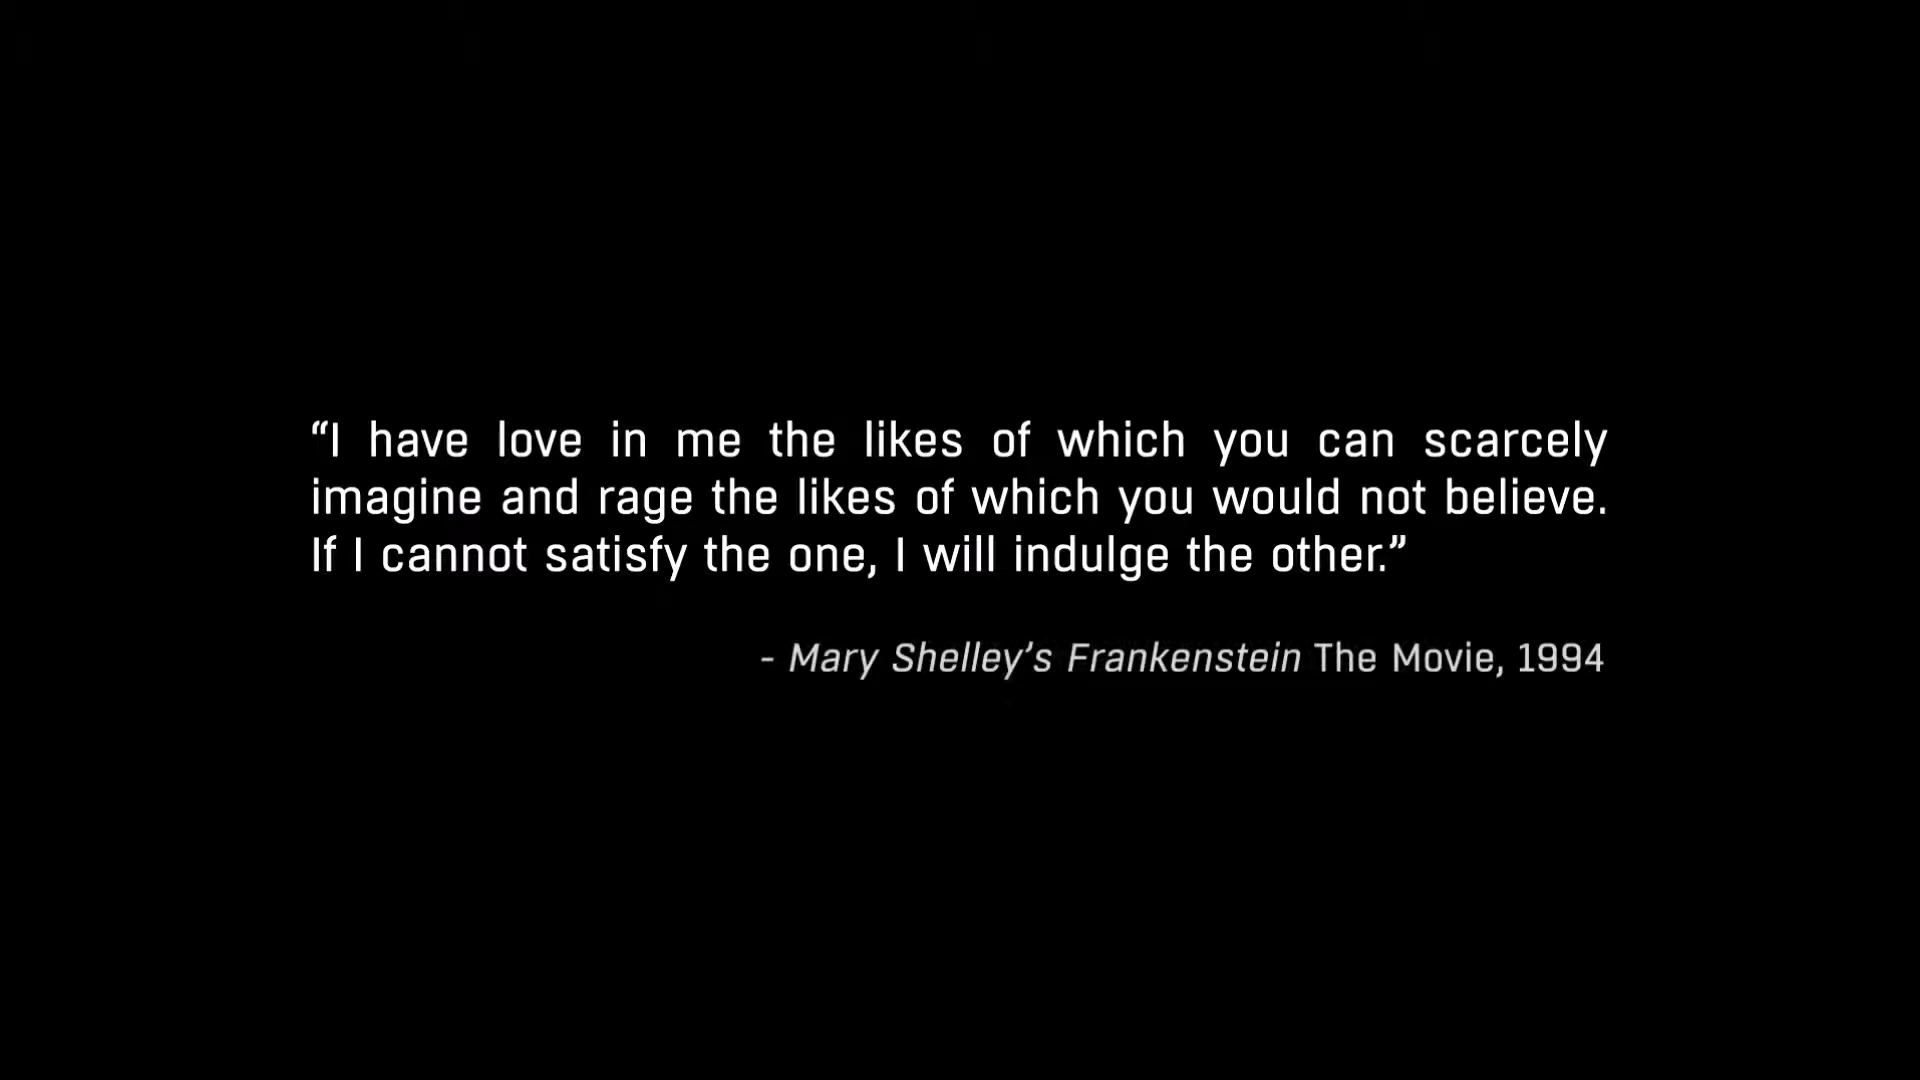 “I have love in me the likes of which you can scarcely
imagine and rage the likes of which you would not believe.
If I cannot satisfy the one, I will indulge the other.”
- Mary Shelley’s Frankenstein The Movie, 1994